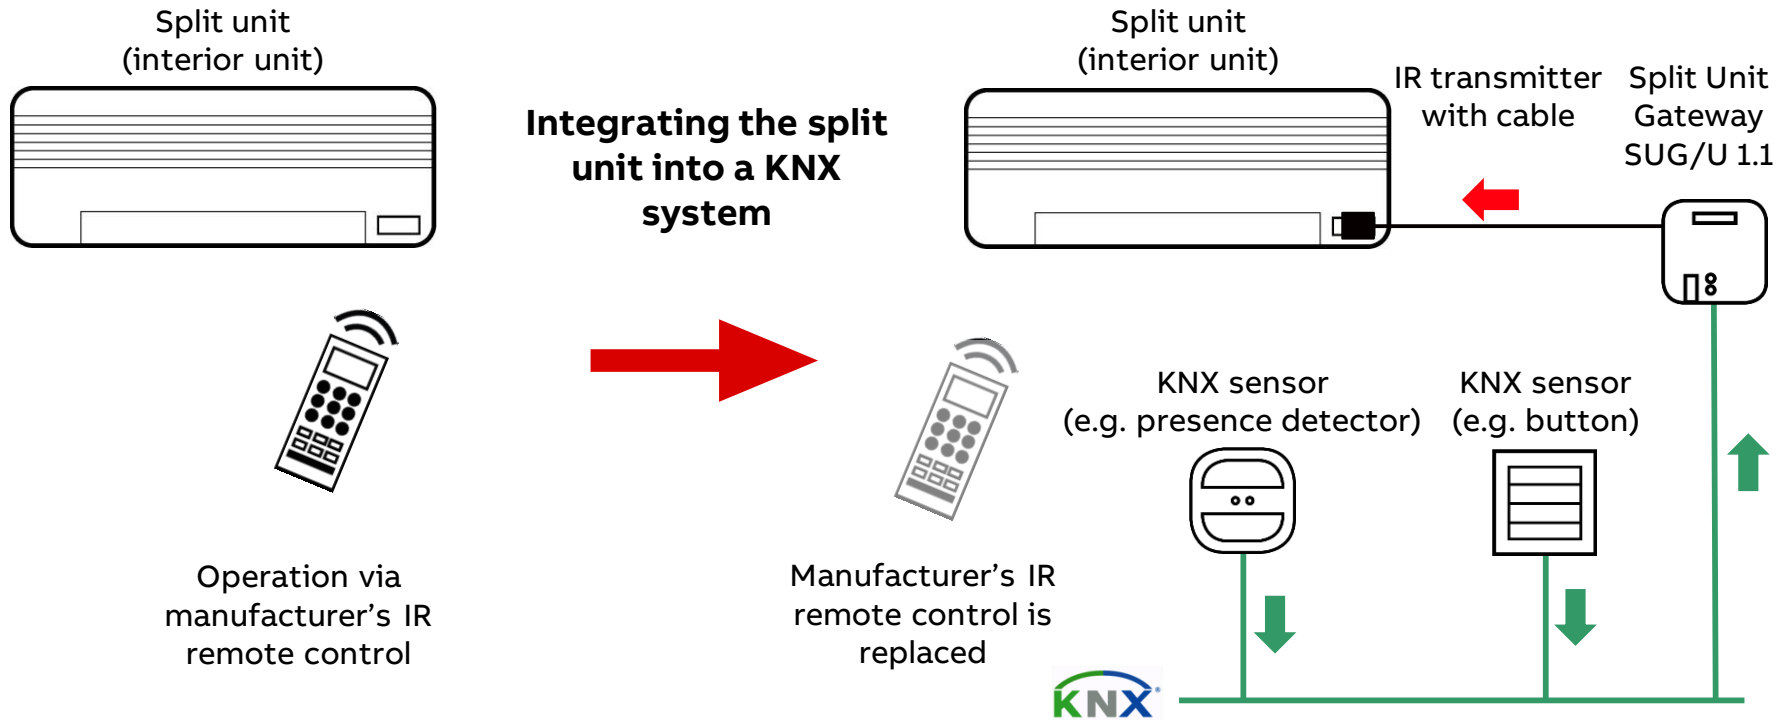 Split unit
(interior unit)
Integrating the split
unit into a KNX
system
Operation via
manufacturer’s IR
remote control
Split unit
(interior unit)
IR transmitter
with cable
Split Unit
Gateway
SUG/U 1.1
KNX sensor
(e.g. presence detector)
KNX sensor
(e.g. button)
Manufacturer’s IR
remote control is
replaced
KNX®